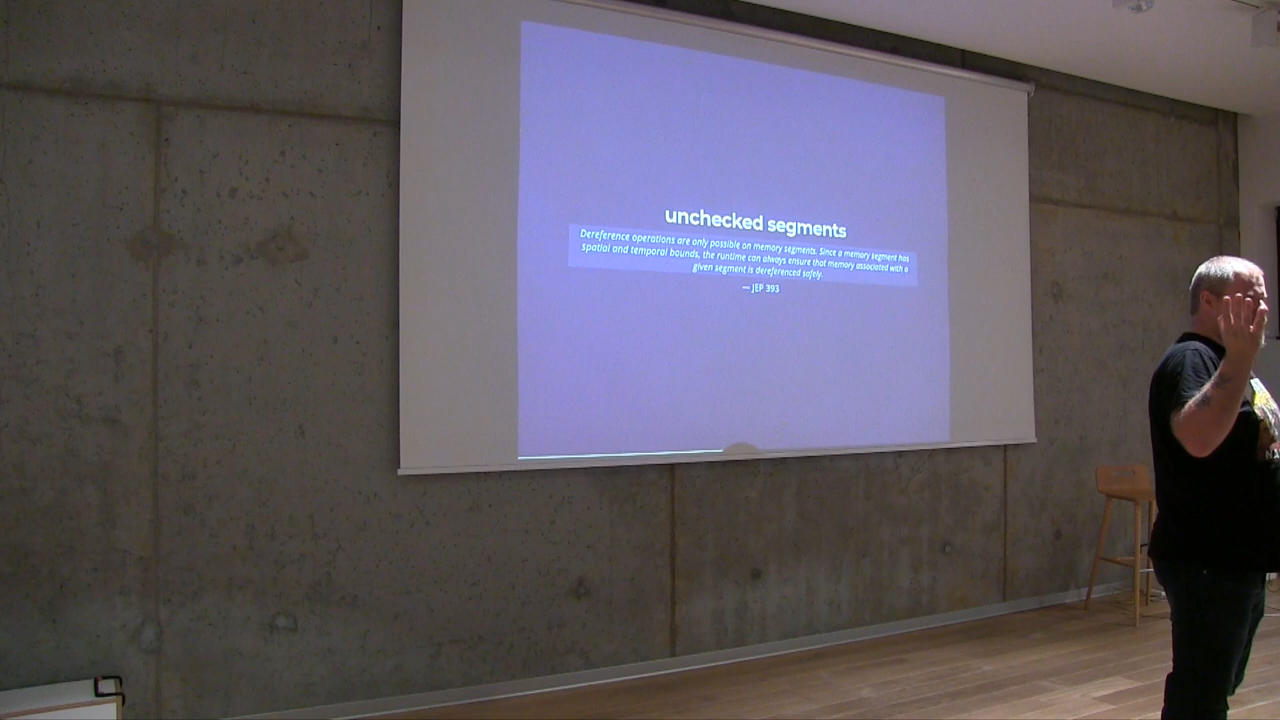 unchecked segments
Dereference operations are only possible on memory segments. Since a memory segment has
spatial and temporal bounds, the runtime can always ensure that memory associated with a
given segment is dereferenced safely.
— JEP 393